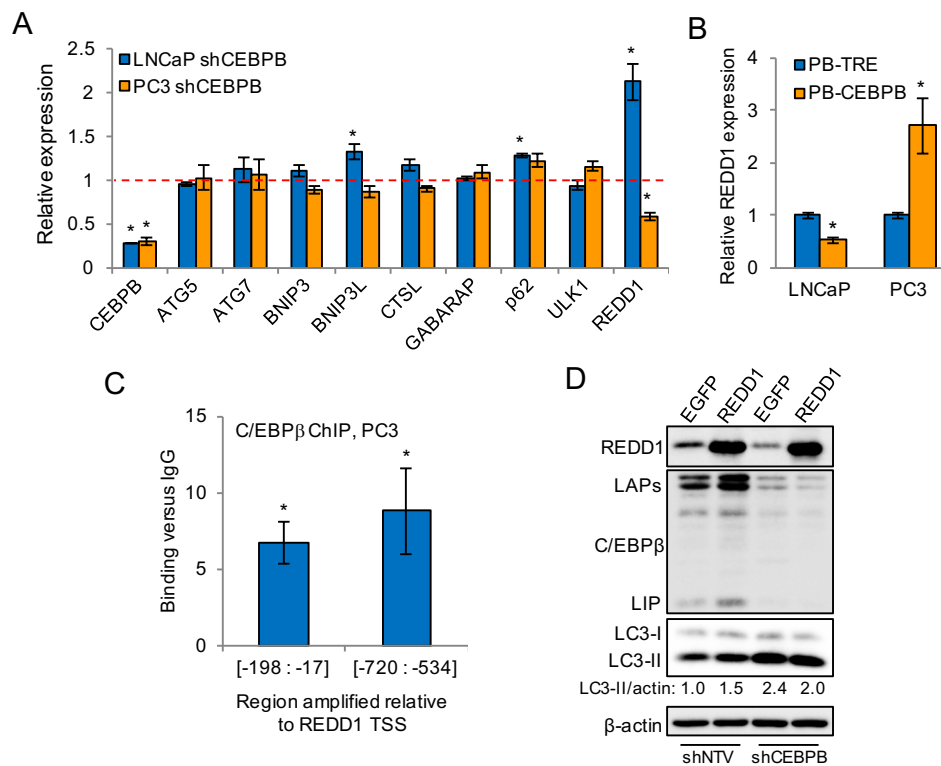 A
LNCaP shCEBPB
PC3 shCEBPB
Relative expression
2.5
2
1.5
1
0.5
0
*
*
*
*
*
*
CEBPB
ATG5
ATG7
BNIP3
BNIP3L
CTSL
GABARAP
p62
ULK1
REDD1
B
PB-TRE
PB-CEBPB
Relative REDD1 expression
4
3
2
1
0
*
*
LNCaP
PC3
C
C/EBPβ ChIP, PC3
Binding versus IgG
15
10
5
0
*
*
[-198 : -17]
[-720 : -534]
Region amplified relative
to REDD1 TSS
D
EGFP
REDD1
EGFP
REDD1
REDD1
LAPs
C/EBPβ
LIP
LC3-I
LC3-II
LC3-II/actin: 1.0 1.5 2.4 2.0
β-actin
shNTV
shCEBPB